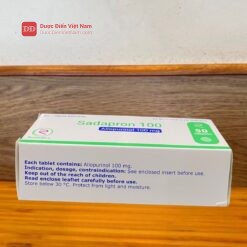 DD
Dược Điển Việt Nam
Sadapron 100
Allopurinol 100 mg
50
Each tablet contains: Allopurinol 100 mg.
Indication, dosage, contraindication: See enclosed insert before use.
Keep out of the reach of children.
Read enclose leaflet carefully before use.
Store below 30 °C. Protect from light and moisture.